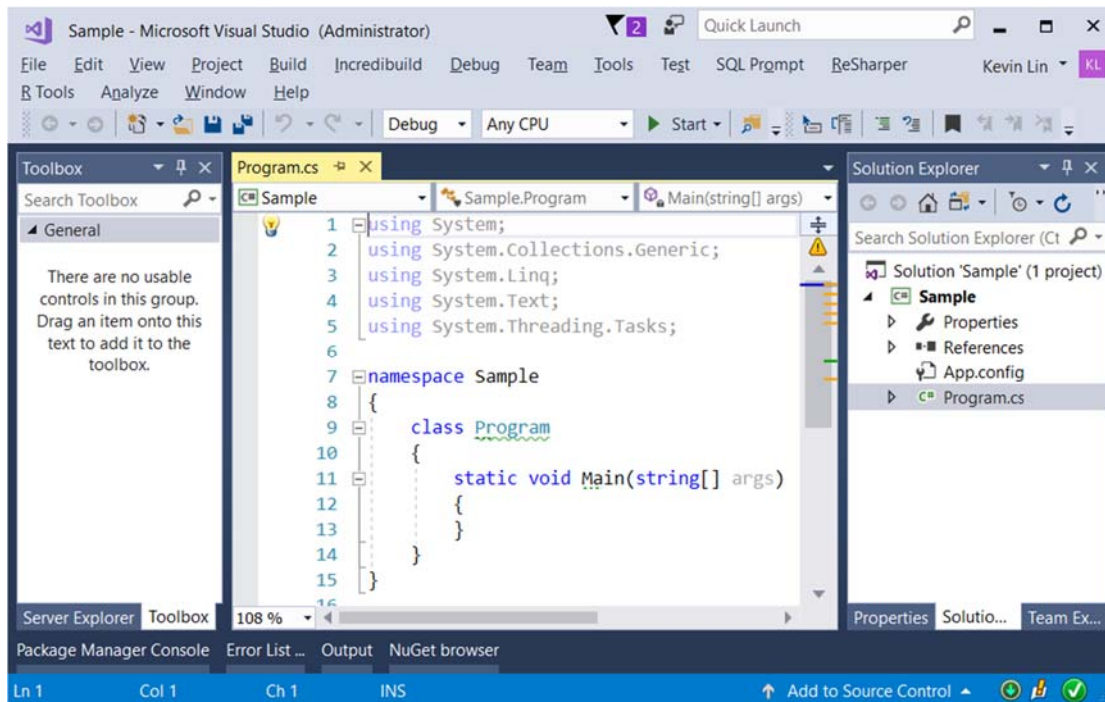 Sample - Microsoft Visual Studio (Administrator)
2
Quick Launch
File Edit View Project Build Incredibuild Debug Team Tools Test SQL Prompt ReSharper Kevin Lin KL
R Tools Analyze Window Help
Debug Any CPU Start
Toolbox
Search Toolbox
General
There are no usable
controls in this group.
Drag an item onto this
text to add it to the
toolbox.
Server Explorer Toolbox
Program.cs
C# Sample Sample.Program Main(string[] args)
1 using System;
2 using System.Collections.Generic;
3 using System.Linq;
4 using System.Text;
5 using System.Threading.Tasks;
6
7 namespace Sample
8 {
9 class Program
10 {
11 static void Main(string[] args)
12 {
13 }
14 }
15 }
16
108 %
Solution Explorer
Search Solution Explorer (Ct
Solution 'Sample' (1 project)
C# Sample
Properties
References
App.config
C# Program.cs
Properties Solutio... Team Ex...
Package Manager Console Error List ... Output NuGet browser
Ln 1 Col 1 Ch 1 INS Add to Source Control